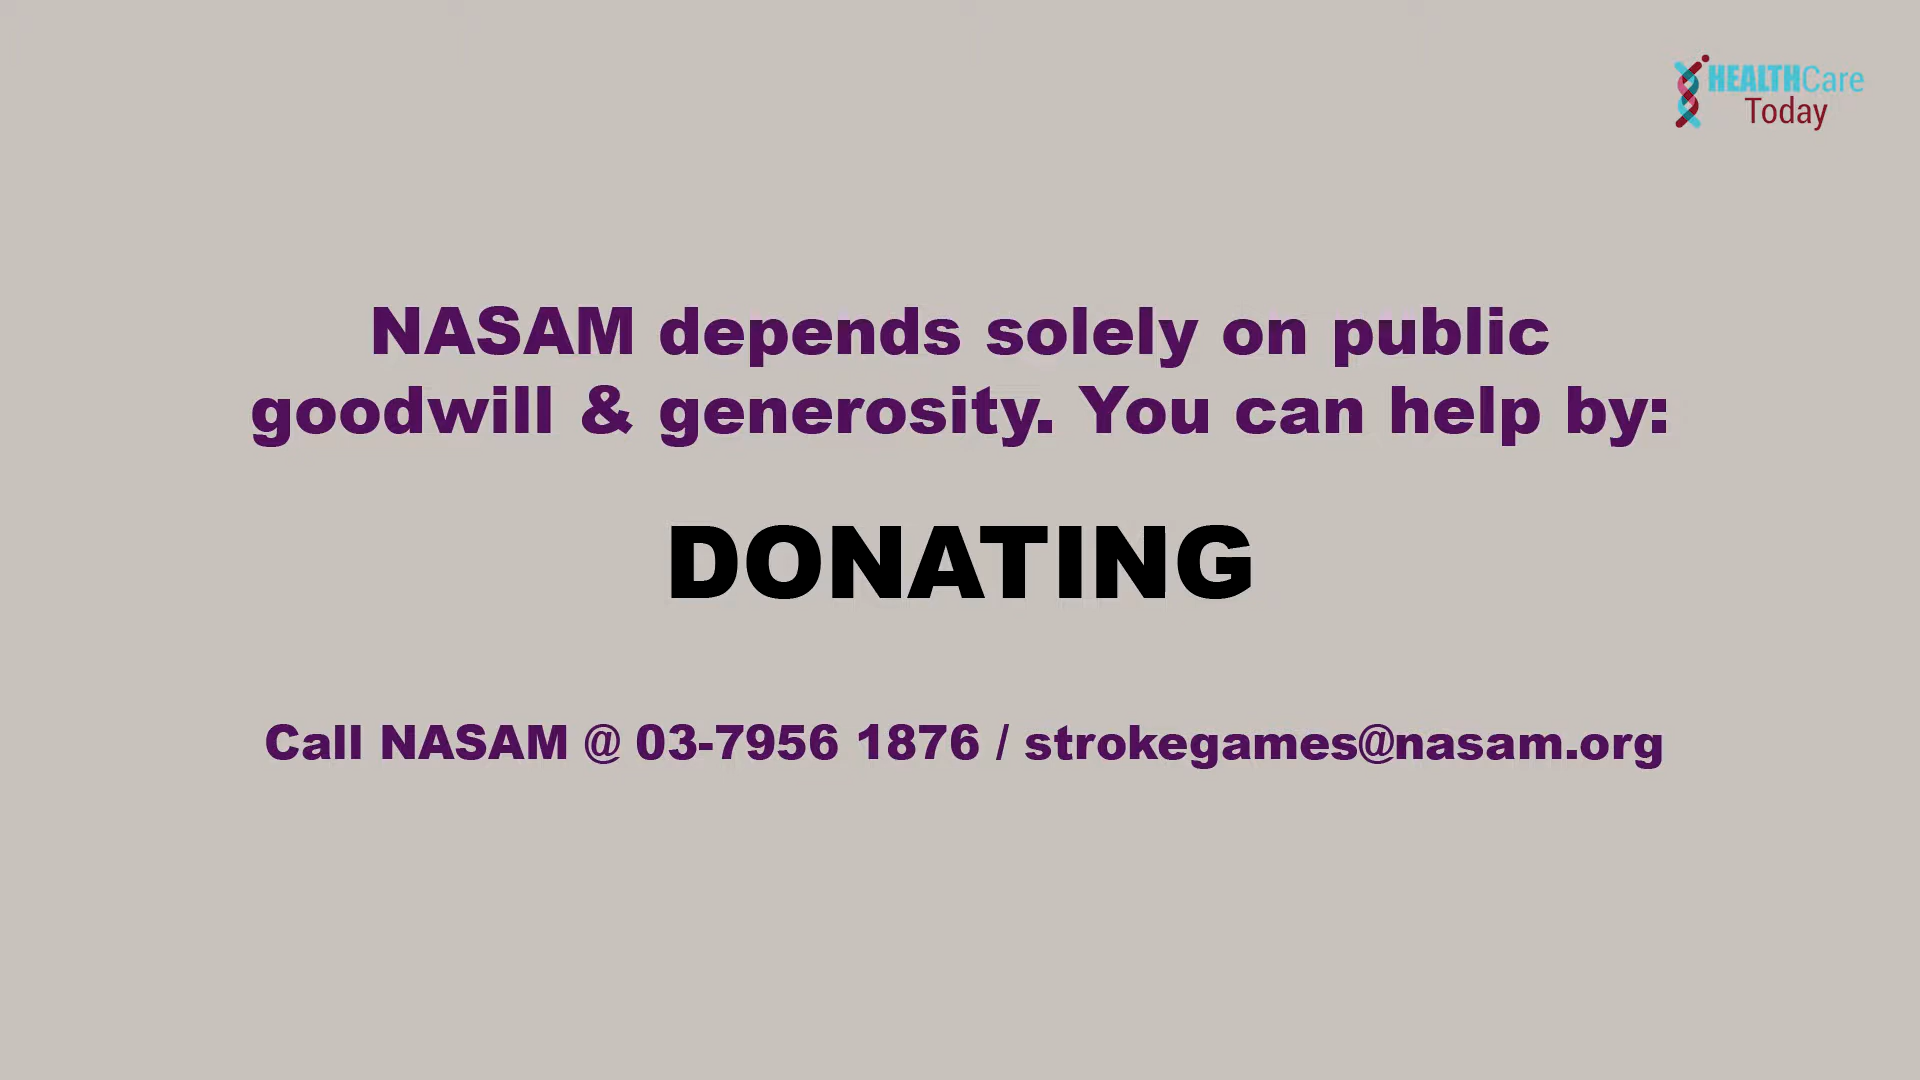 HEALTHCare
Today
NASAM depends solely on public
goodwill & generosity. You can help by:
DONATING
Call NASAM @ 03-7956 1876 / strokegames@nasam.org